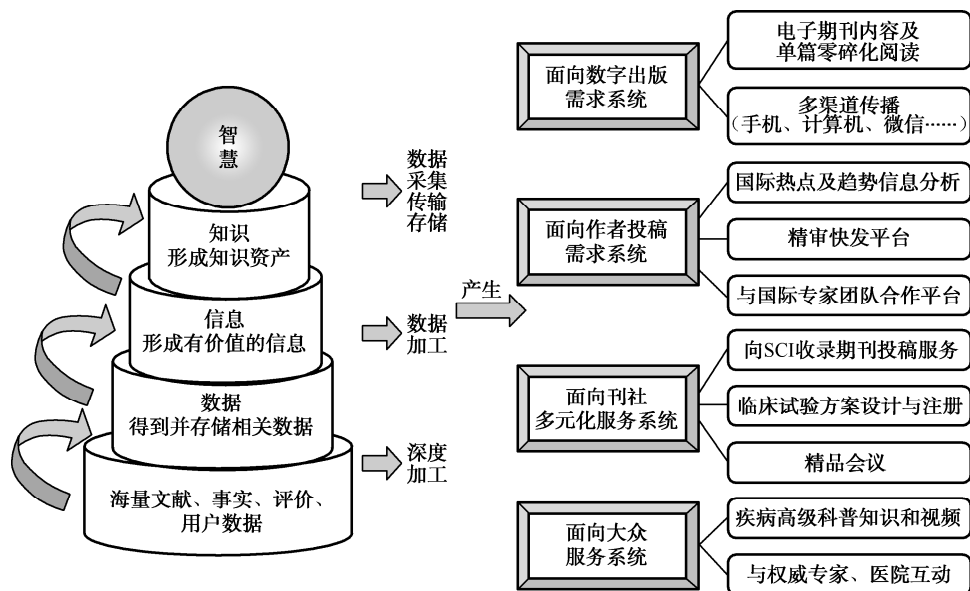 智
慧
知识
形成知识资产
信息
形成有价值的信息
数据
得到并存储相关数据
海量文献、事实、评价、
用户数据
数据
采集
传输
存储
数据
加工
深度
加工
产生
面向数字出版
需求系统
电子期刊内容及
单篇零碎化阅读
多渠道传播
(手机、计算机、微信……)
面向作者投稿
需求系统
国际热点及趋势信息分析
精审快发平台
与国际专家团队合作平台
面向刊社
多元化服务系统
向SCI收录期刊投稿服务
临床试验方案设计与注册
精品会议
面向大众
服务系统
疾病高级科普知识和视频
与权威专家、医院互动